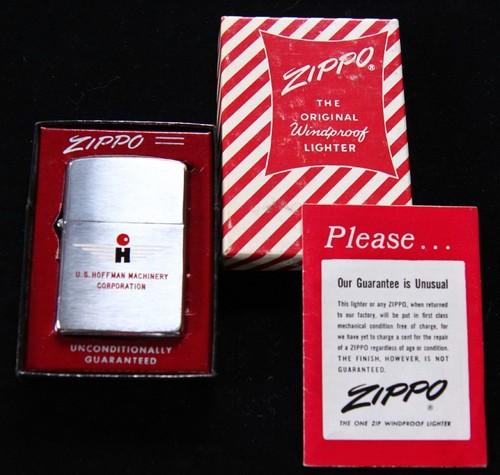 ZIPPO
H
U.S. HOFFMAN MACHINERY
CORPORATION
UNCONDITIONALLY
GUARANTEED
ZIPPO®
THE
ORIGINAL
Windproof
LIGHTER
Please...
Our Guarantee is Unusual
This lighter or any ZIPPO, when returned
to our factory, will be put in first class
mechanical condition free of charge, for
we have yet to charge a cent for the repair
of a ZIPPO regardless of age or condition.
THE FINISH, HOWEVER, IS NOT
GUARANTEED.
ZIPPO®
THE ONE ZIP WINDPROOF LIGHTER